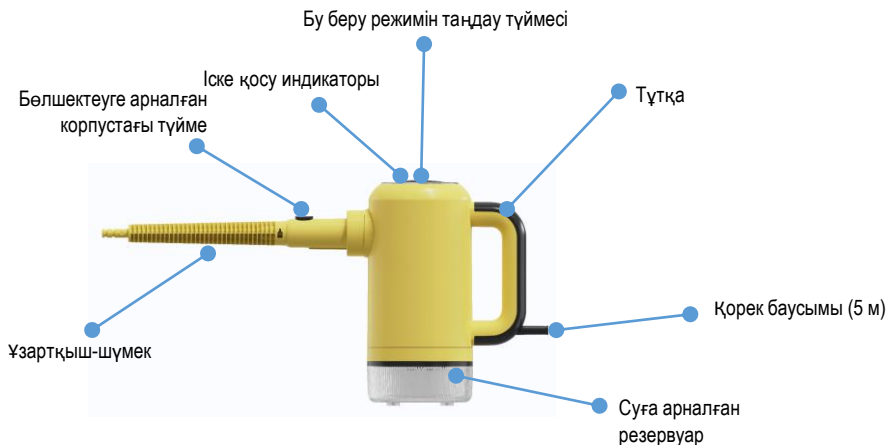 Бу беру режимін таңдау түймесі
Іске қосу индикаторы
Бөлшектеуге арналған
корпустағы түйме
Тұтқа
Қорек баусымы (5 м)
Ұзартқыш-шүмек
Суға арналған
резервуар